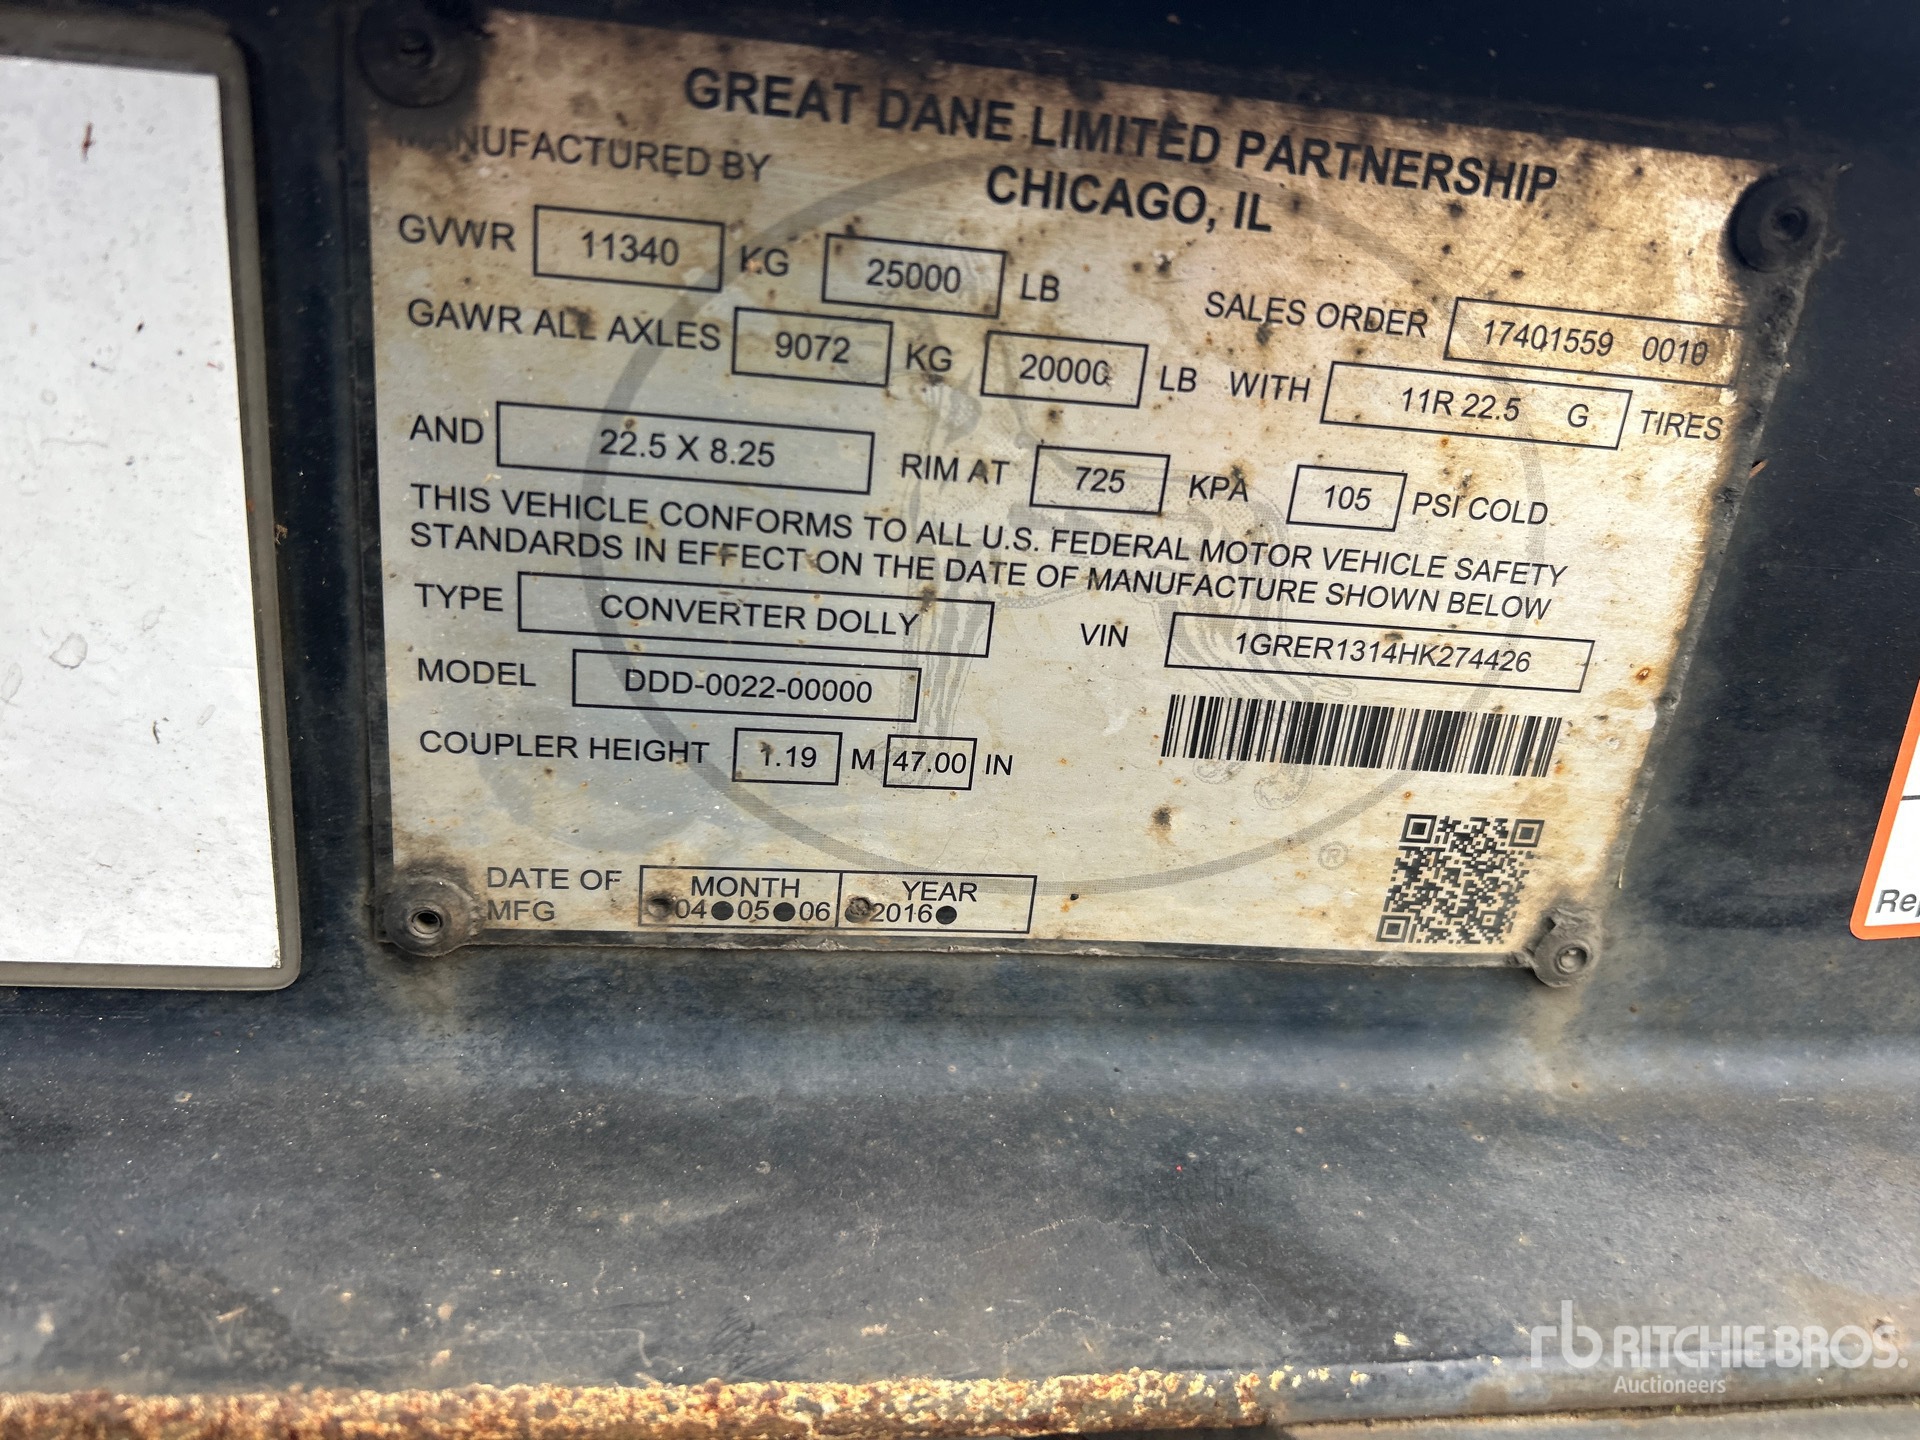 GREAT DANE LIMITED PARTNERSHIP
MANUFACTURED BY
CHICAGO, IL
GVWR 11340 KG 25000 LB
SALES ORDER 17401559 0010
GAWR ALL AXLES 9072 KG 20000 LB WITH 11R 22.5 G TIRES
AND 22.5 X 8.25 RIM AT 725 KPA 105 PSI COLD
THIS VEHICLE CONFORMS TO ALL U.S. FEDERAL MOTOR VEHICLE SAFETY
STANDARDS IN EFFECT ON THE DATE OF MANUFACTURE SHOWN BELOW
TYPE CONVERTER DOLLY VIN 1GRER1314HK274426
MODEL DDD-0022-00000
COUPLER HEIGHT 1.19 M 47.00 IN
®
DATE OF MONTH YEAR
MFG 04●05●06 2016●
rb RITCHIE BROS.
Auctioneers